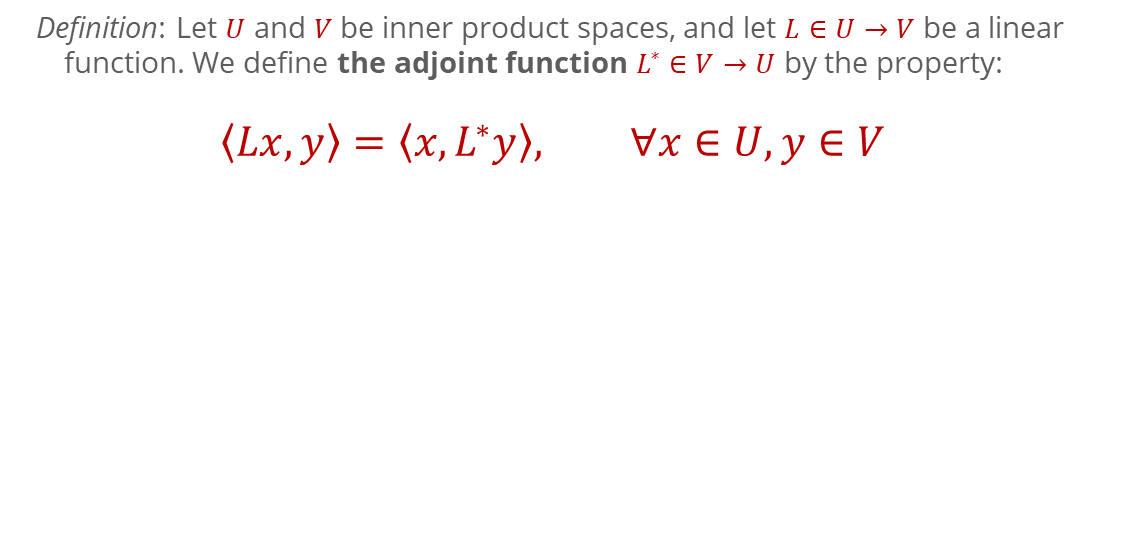 Definition: Let U and V be inner product spaces, and let L ∈ U → V be a linear
function. We define the adjoint function L* ∈ V → U by the property:
⟨Lx, y⟩ = ⟨x, L*y⟩, ∀x ∈ U, y ∈ V